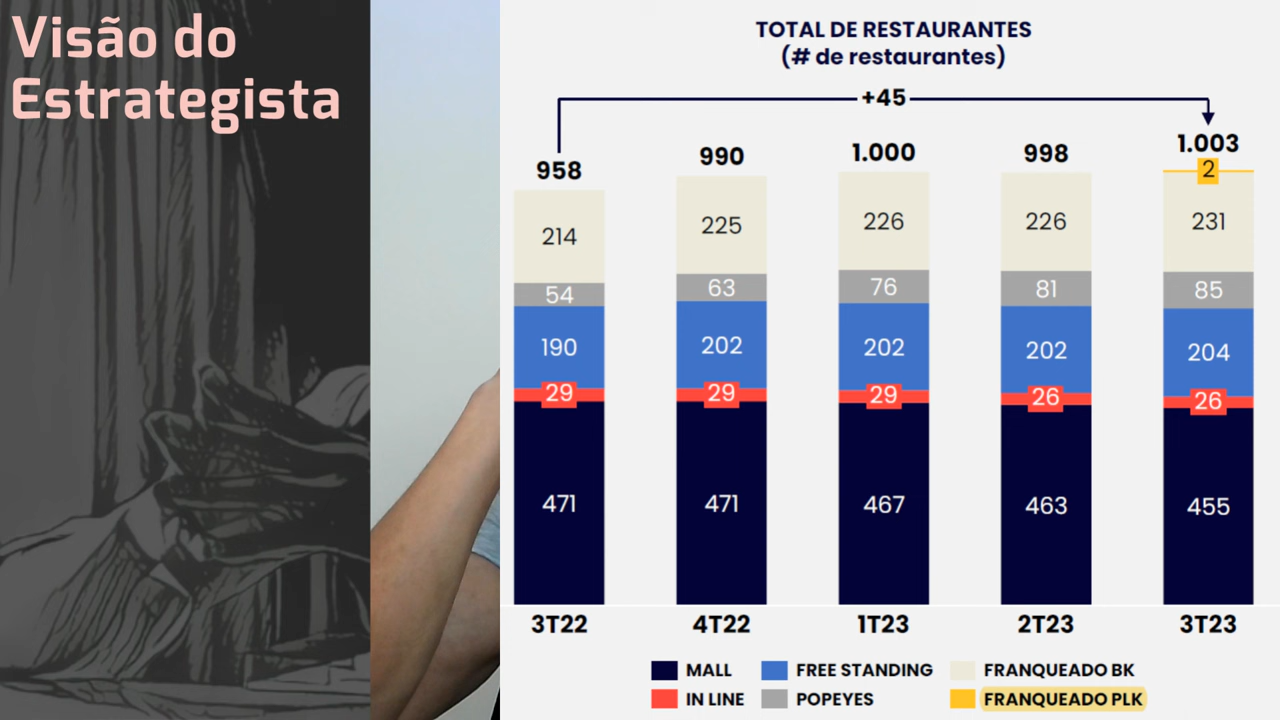 Visão do
Estrategista
TOTAL DE RESTAURANTES
(# de restaurantes)
+45
958
990
1.000
998
1.003
2
214
225
226
226
231
54
63
76
81
85
190
202
202
202
204
29
29
29
26
26
471
471
467
463
455
3T22
4T22
1T23
2T23
3T23
MALL
FREE STANDING
FRANQUEADO BK
IN LINE
POPEYES
FRANQUEADO PLK